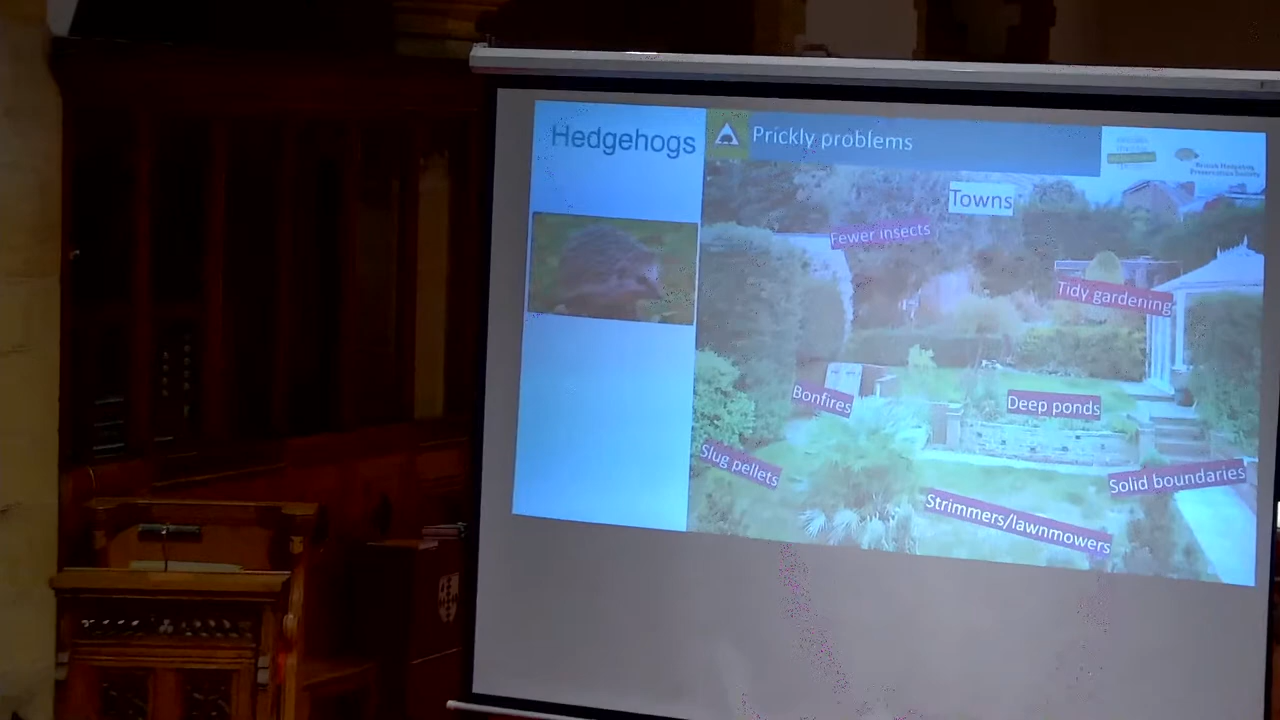 Hedgehogs
Prickly problems
British Hedgehog
Preservation Society
Towns
Fewer insects
Tidy gardening
Bonfires
Deep ponds
Slug pellets
Solid boundaries
Strimmers/lawnmowers